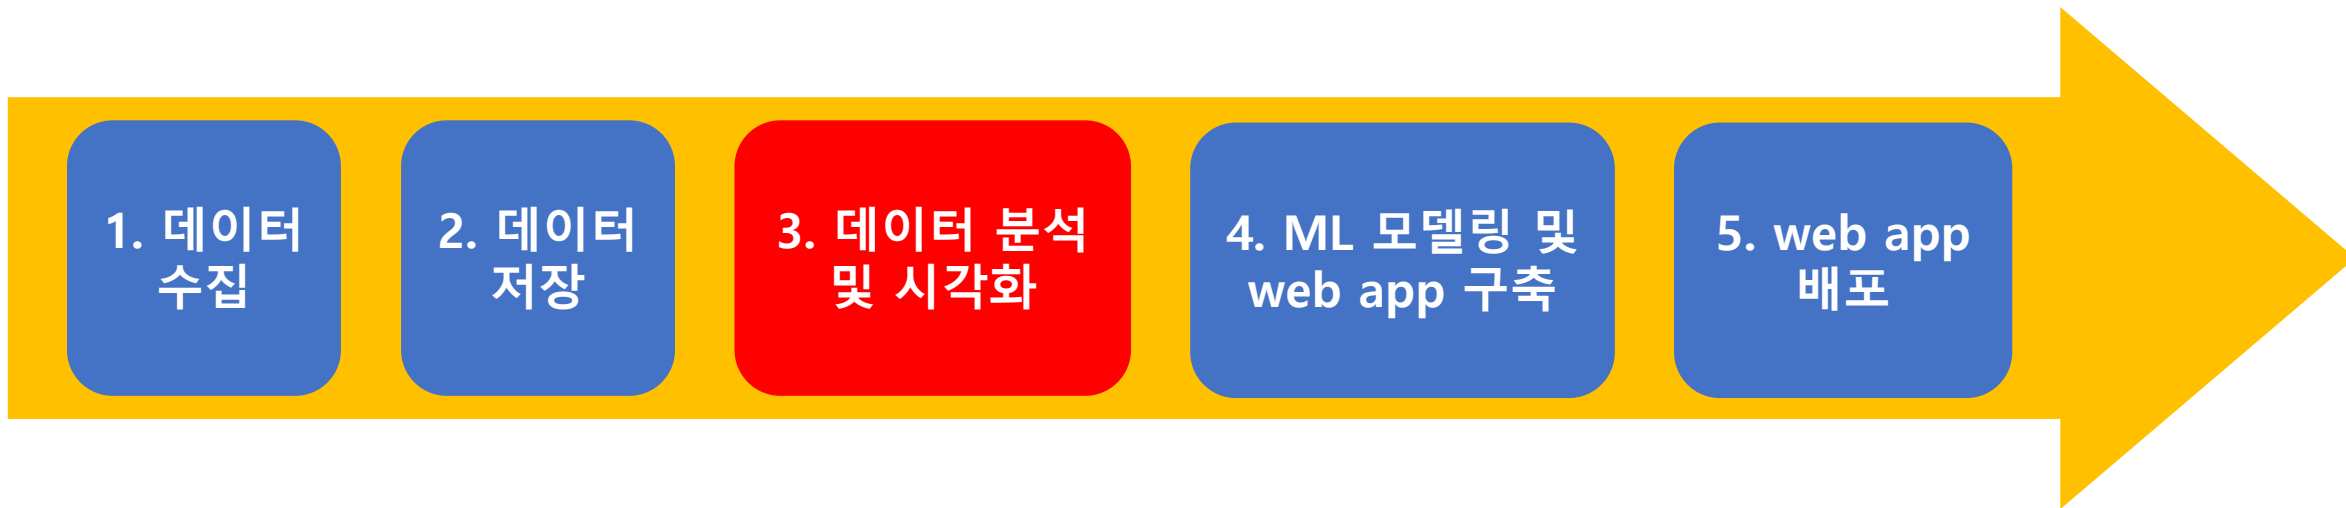 1. 데이터
수집
2. 데이터
저장
3. 데이터 분석
및 시각화
4. ML 모델링 및
web app 구축
5. web app
배포